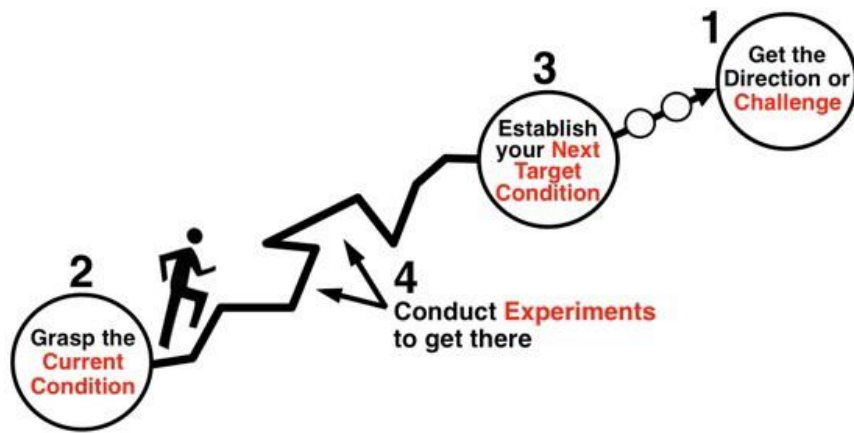 1
Get the
Direction or
Challenge
3
Establish
your Next
Target
Condition
2
Grasp the
Current
Condition
4
Conduct Experiments
to get there